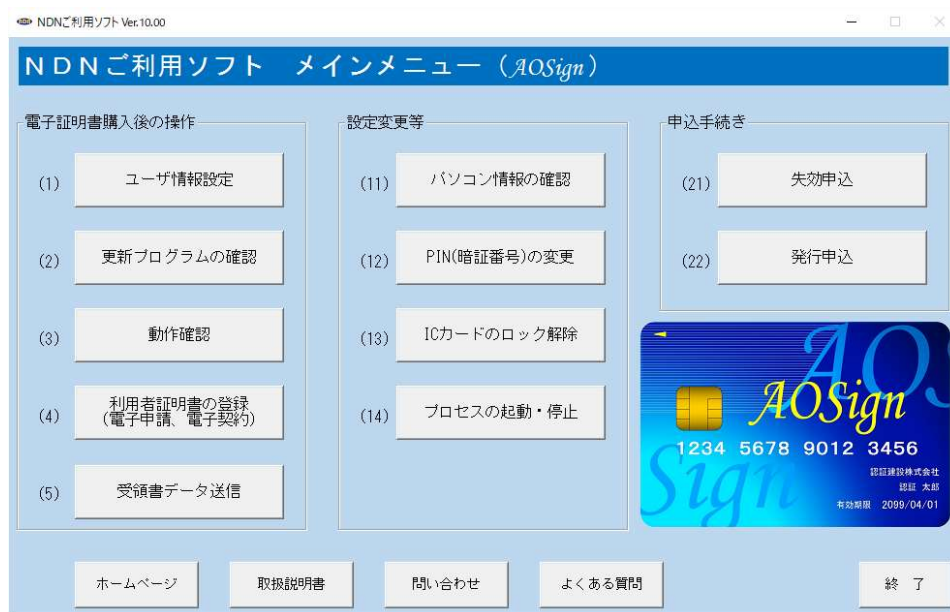 NDNご利用ソフト Ver.10.00
NDNご利用ソフト　メインメニュー（AOSign）
電子証明書購入後の操作
(1) ユーザ情報設定
(2) 更新プログラムの確認
(3) 動作確認
(4) 利用者証明書の登録
(電子申請、電子契約)
(5) 受領書データ送信
設定変更等
(11) パソコン情報の確認
(12) PIN(暗証番号)の変更
(13) ICカードのロック解除
(14) プロセスの起動・停止
申込手続き
(21) 失効申込
(22) 発行申込
AOS
AOSign
1234 5678 9012 3456
Sign
認証建設株式会社
認証 太郎
有効期限 2099/04/01
ホームページ
取扱説明書
問い合わせ
よくある質問
終 了